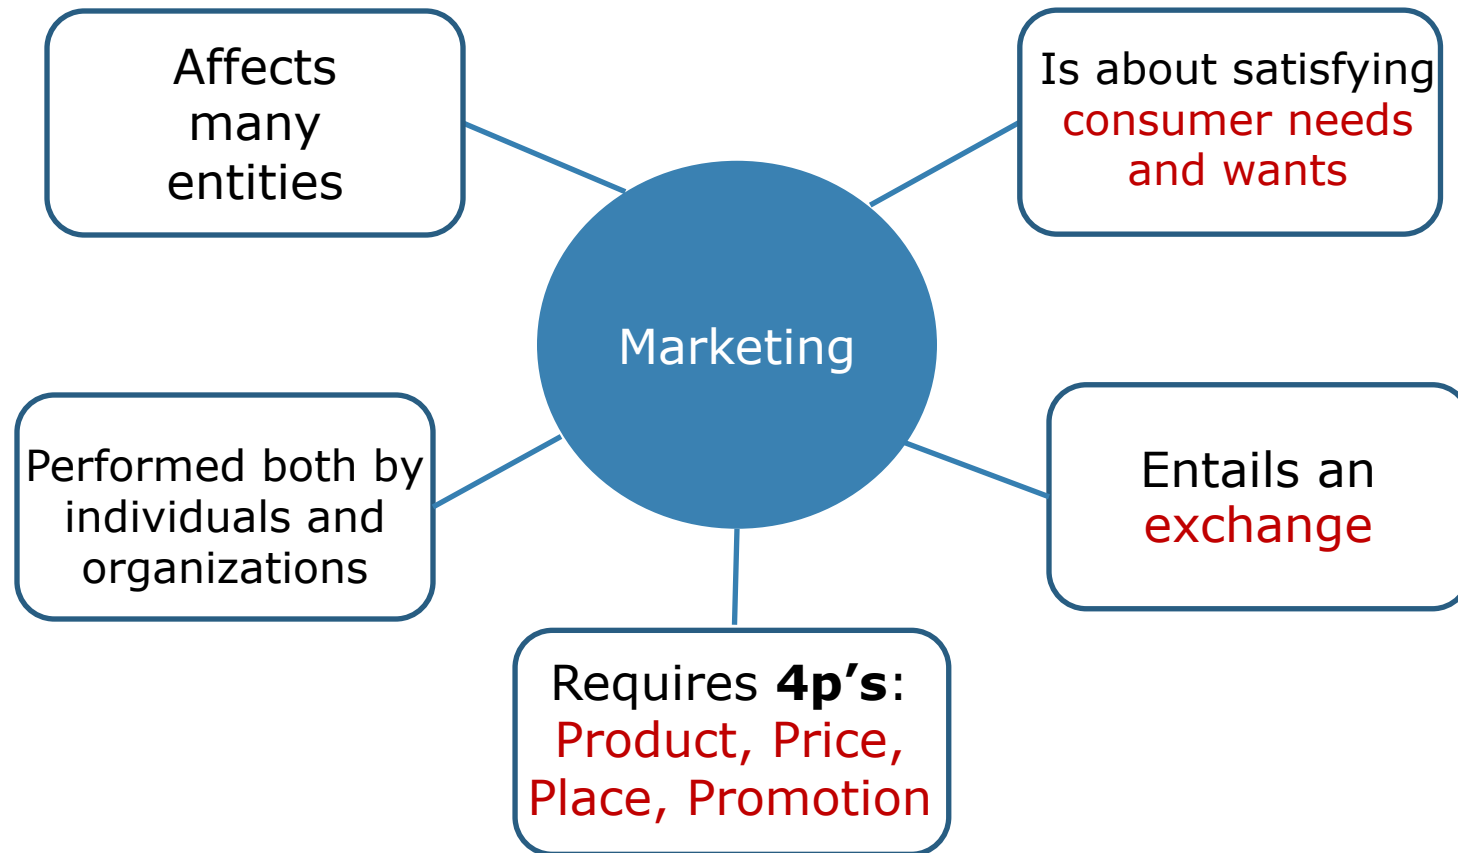 Affects
many
entities
Is about satisfying
consumer needs
and wants
Marketing
Performed both by
individuals and
organizations
Entails an
exchange
Requires 4p’s:
Product, Price,
Place, Promotion